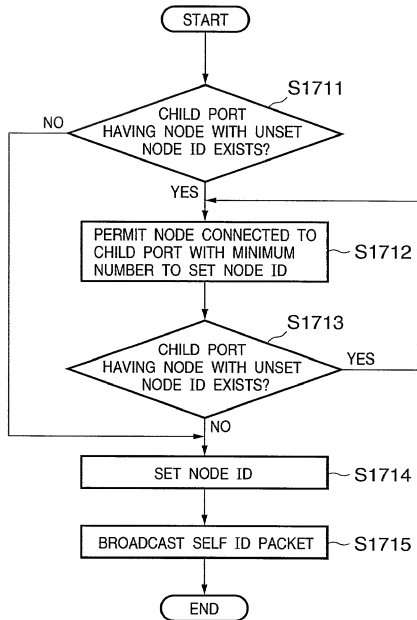 START
S1711
CHILD PORT
HAVING NODE WITH UNSET
NODE ID EXISTS?
NO
YES
PERMIT NODE CONNECTED TO
CHILD PORT WITH MINIMUM
NUMBER TO SET NODE ID
S1712
S1713
CHILD PORT
HAVING NODE WITH UNSET
NODE ID EXISTS?
YES
NO
SET NODE ID
S1714
BROADCAST SELF ID PACKET
S1715
END